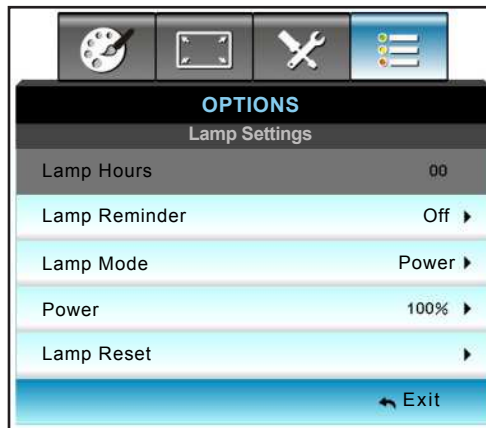 OPTIONS
Lamp Settings
Lamp Hours 00
Lamp Reminder Off
Lamp Mode Power
Power 100%
Lamp Reset
Exit